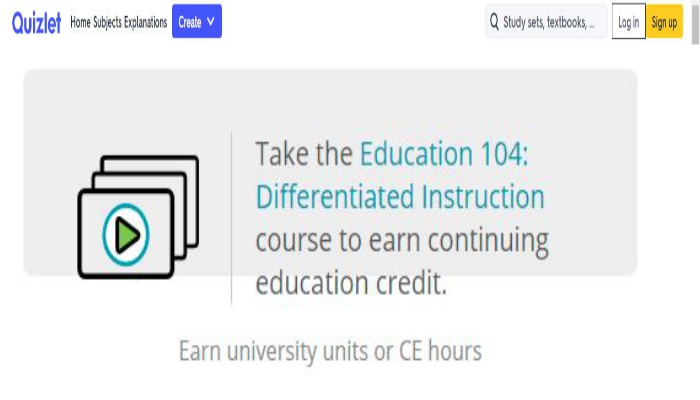 Quizlet Home Subjects Explanations Create Study sets, textbooks, ... Log in Sign up
Take the Education 104:
Differentiated Instruction
course to earn continuing
education credit.
Earn university units or CE hours